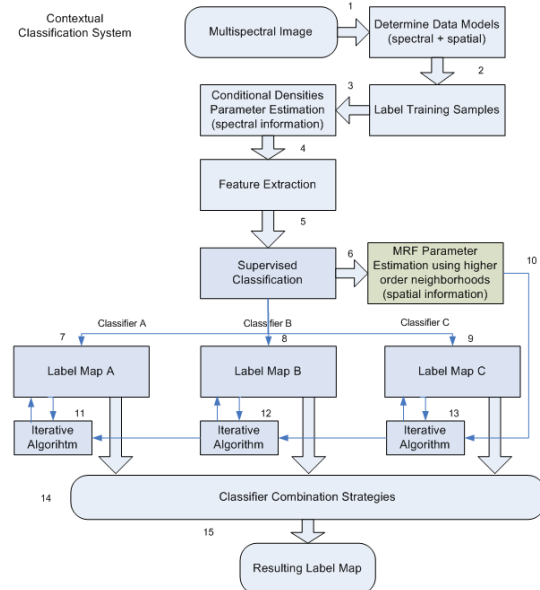 Contextual
Classification System
Multispectral Image
1
Determine Data Models
(spectral + spatial)
2
Label Training Samples
3
Conditional Densities
Parameter Estimation
(spectral information)
4
Feature Extraction
5
Supervised
Classification
6
MRF Parameter
Estimation using higher
order neighborhoods
(spatial information)
10
Classifier A
Classifier B
Classifier C
7
8
9
Label Map A
Label Map B
Label Map C
11
12
13
Iterative
Algorihtm
Iterative
Algorithm
Iterative
Algorithm
14
Classifier Combination Strategies
15
Resulting Label Map